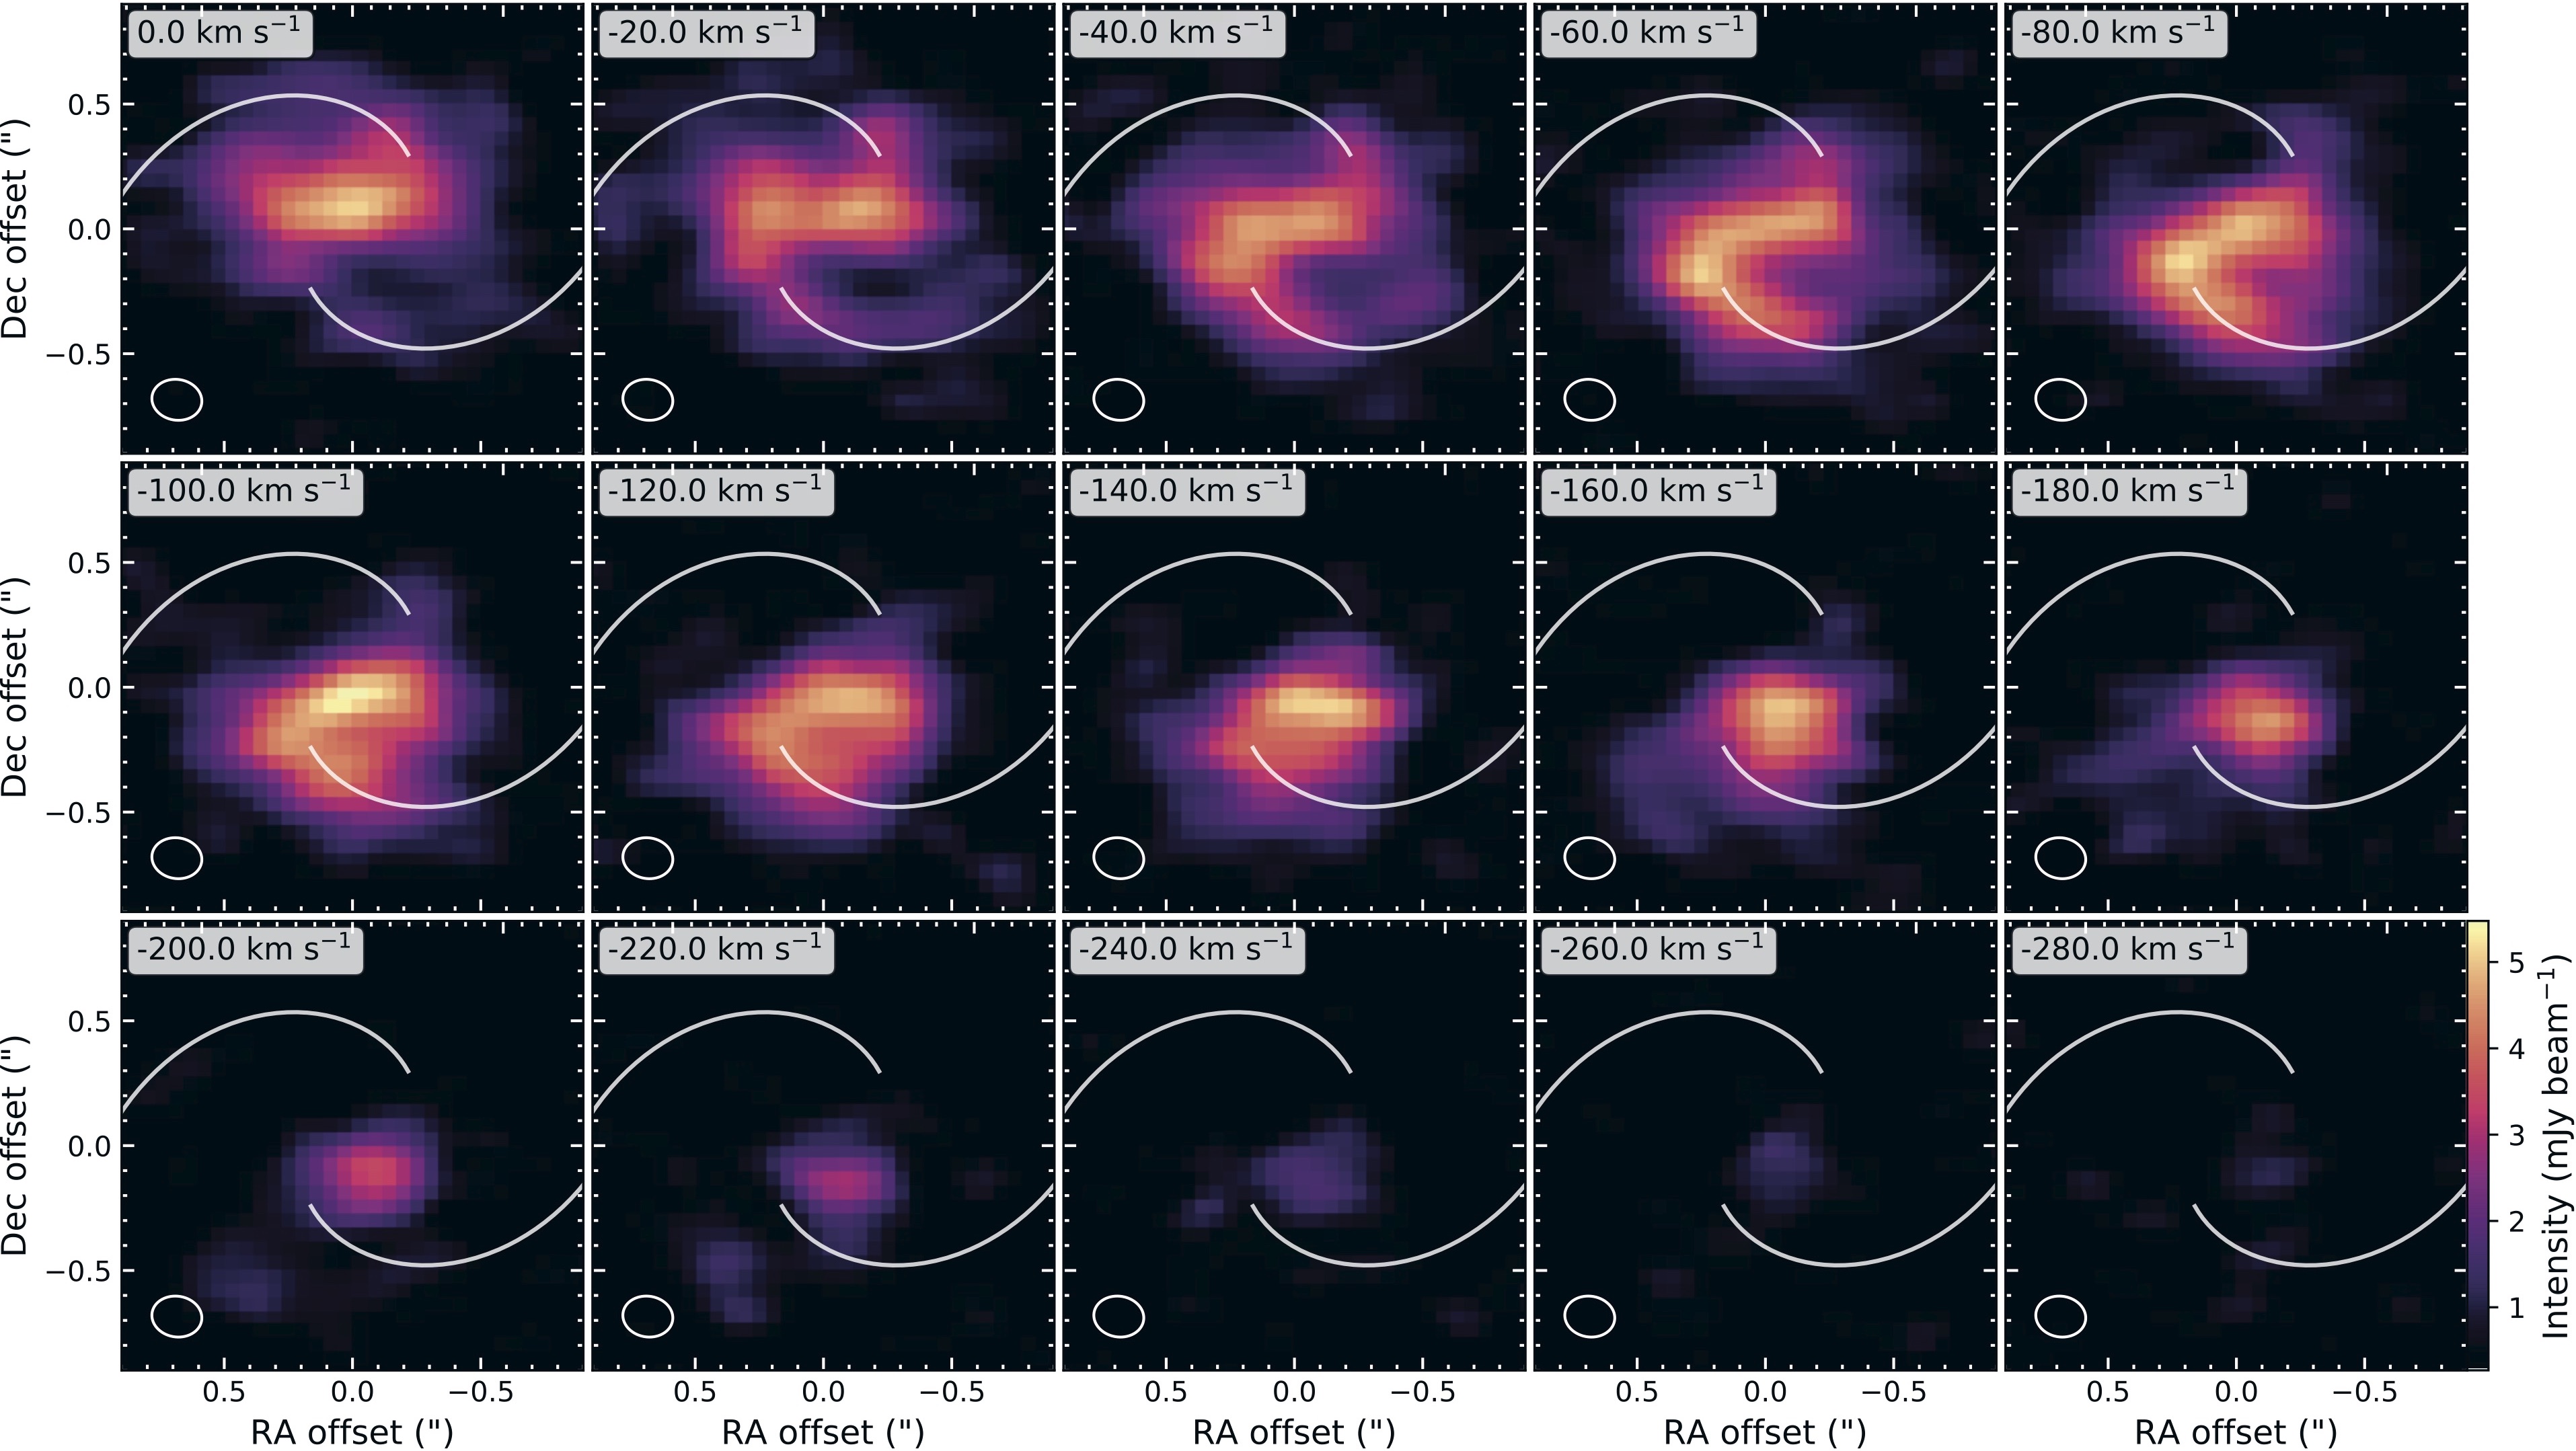 0.0 km s⁻¹ -20.0 km s⁻¹ -40.0 km s⁻¹ -60.0 km s⁻¹ -80.0 km s⁻¹
Dec offset (")
0.5
0.0
−0.5
-100.0 km s⁻¹ -120.0 km s⁻¹ -140.0 km s⁻¹ -160.0 km s⁻¹ -180.0 km s⁻¹
Dec offset (")
0.5
0.0
−0.5
-200.0 km s⁻¹ -220.0 km s⁻¹ -240.0 km s⁻¹ -260.0 km s⁻¹ -280.0 km s⁻¹
Dec offset (")
0.5
0.0
−0.5
5
4
3
2
1
Intensity (mJy beam⁻¹)
0.5 0.0 −0.5 0.5 0.0 −0.5 0.5 0.0 −0.5 0.5 0.0 −0.5 0.5 0.0 −0.5
RA offset (") RA offset (") RA offset (") RA offset (") RA offset (")